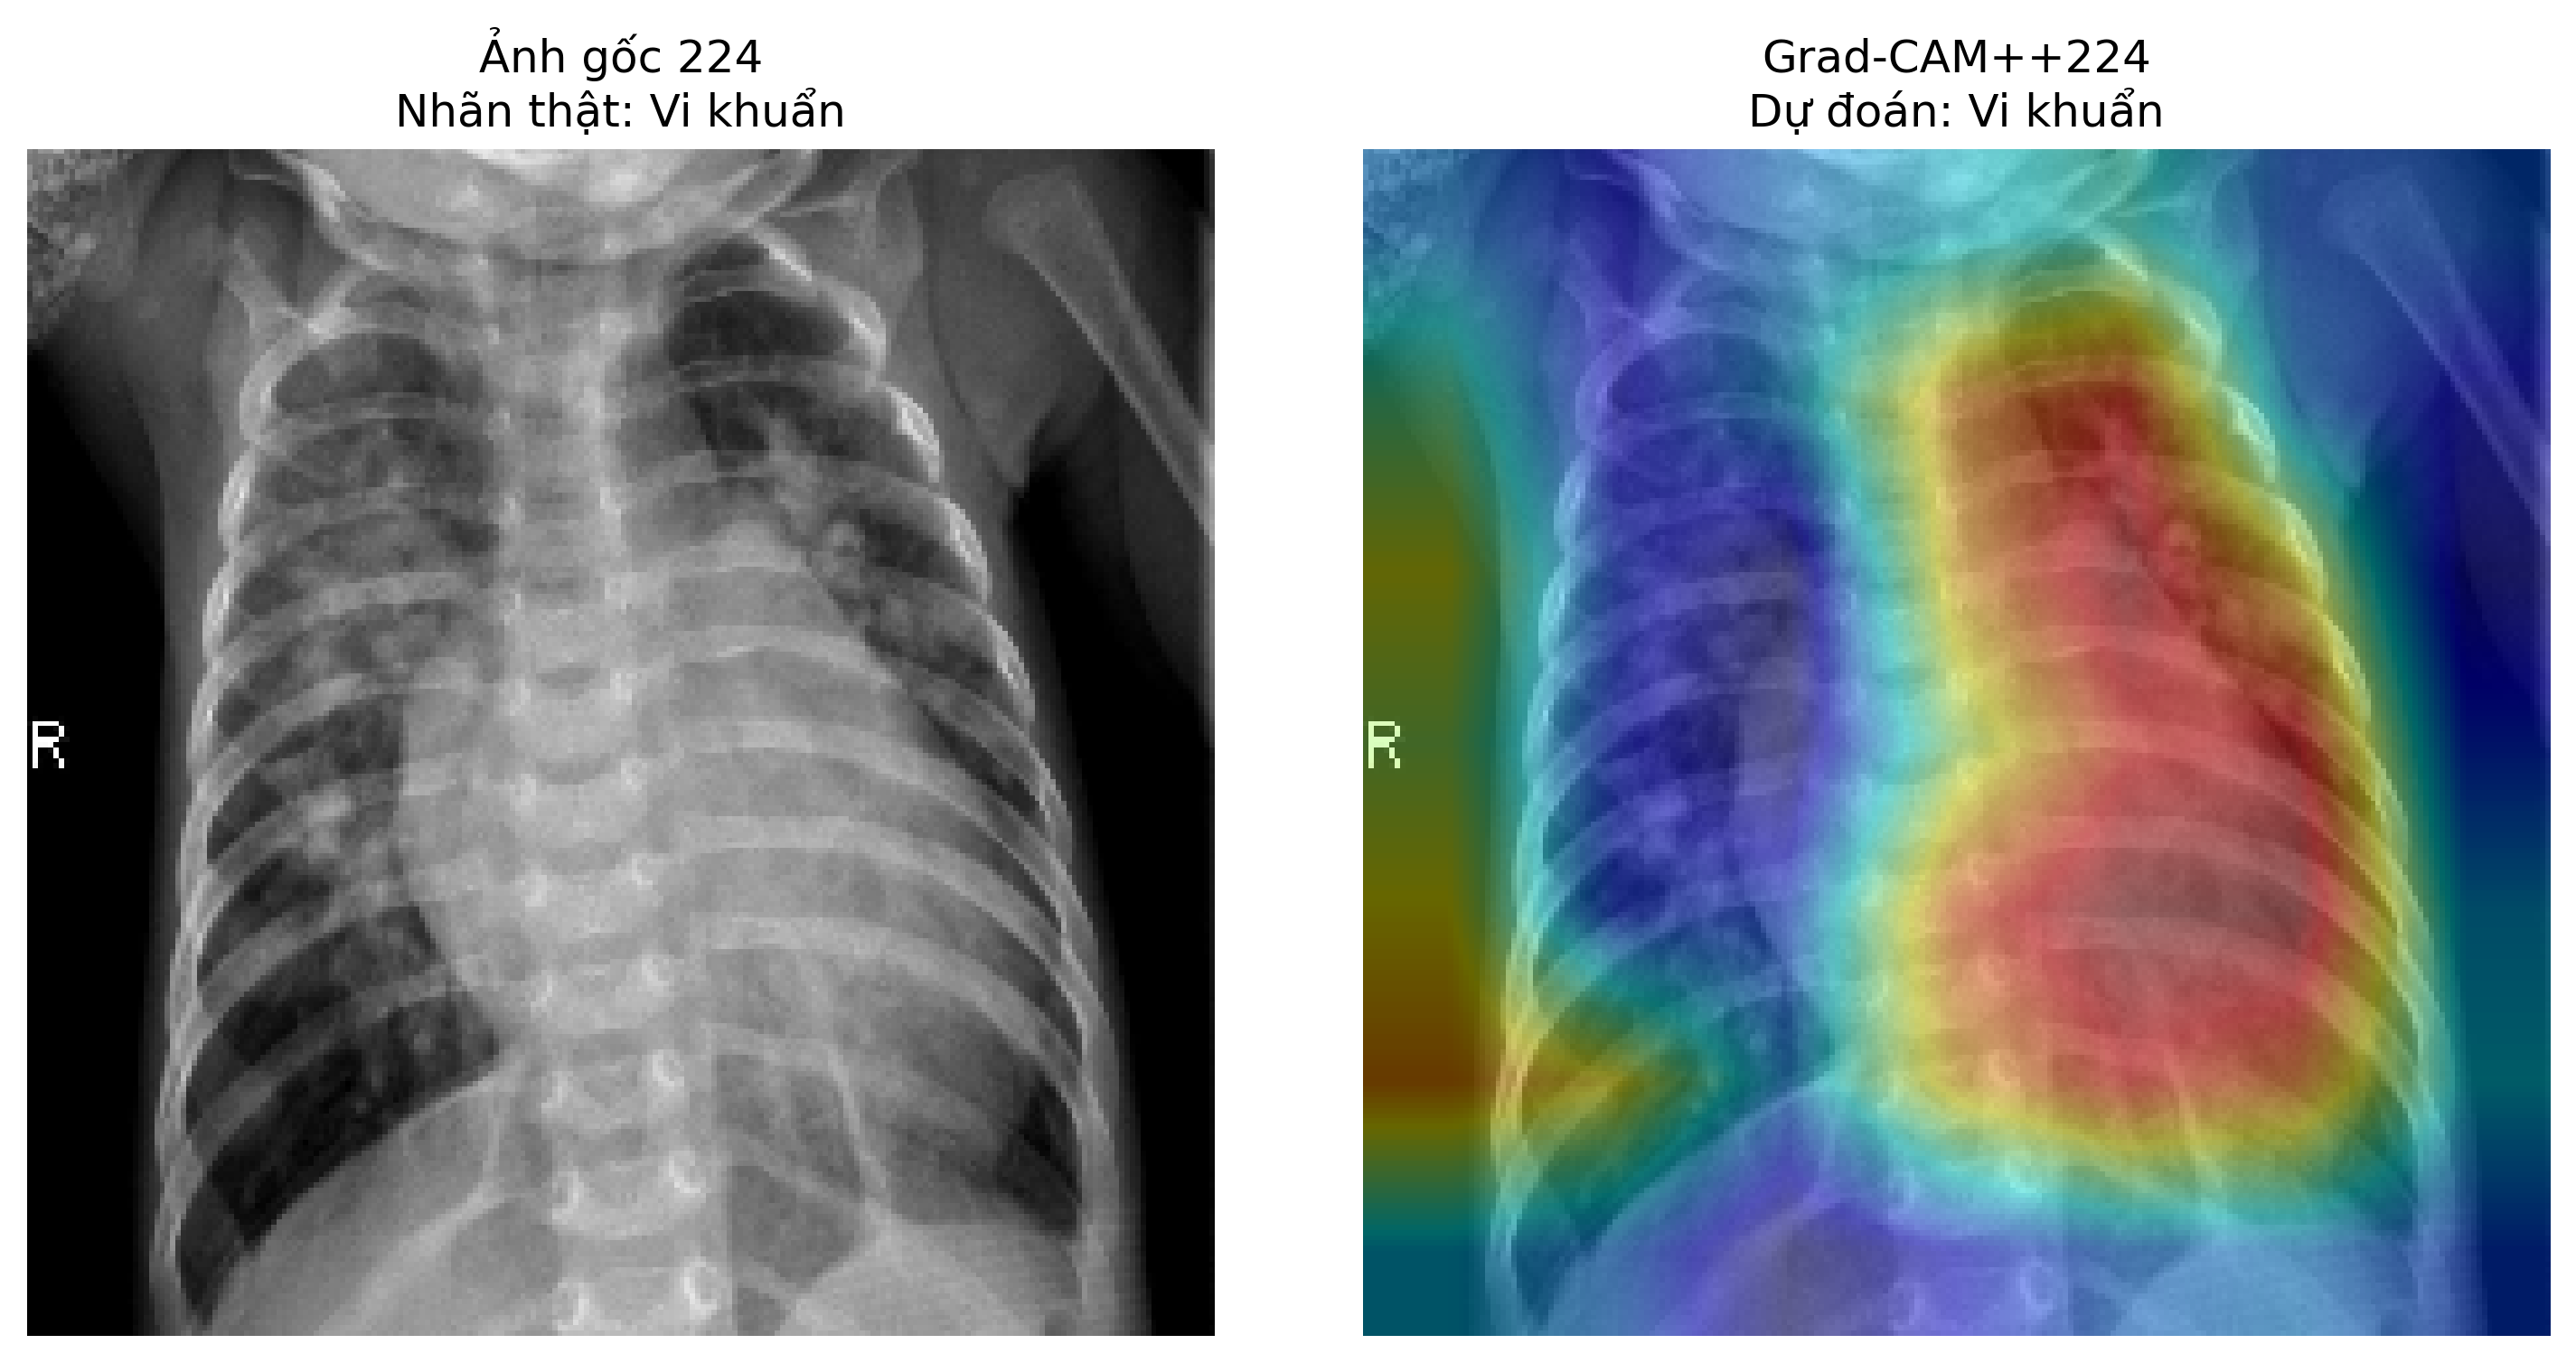 Ảnh gốc 224
Nhãn thật: Vi khuẩn
Grad-CAM++224
Dự đoán: Vi khuẩn
R
R